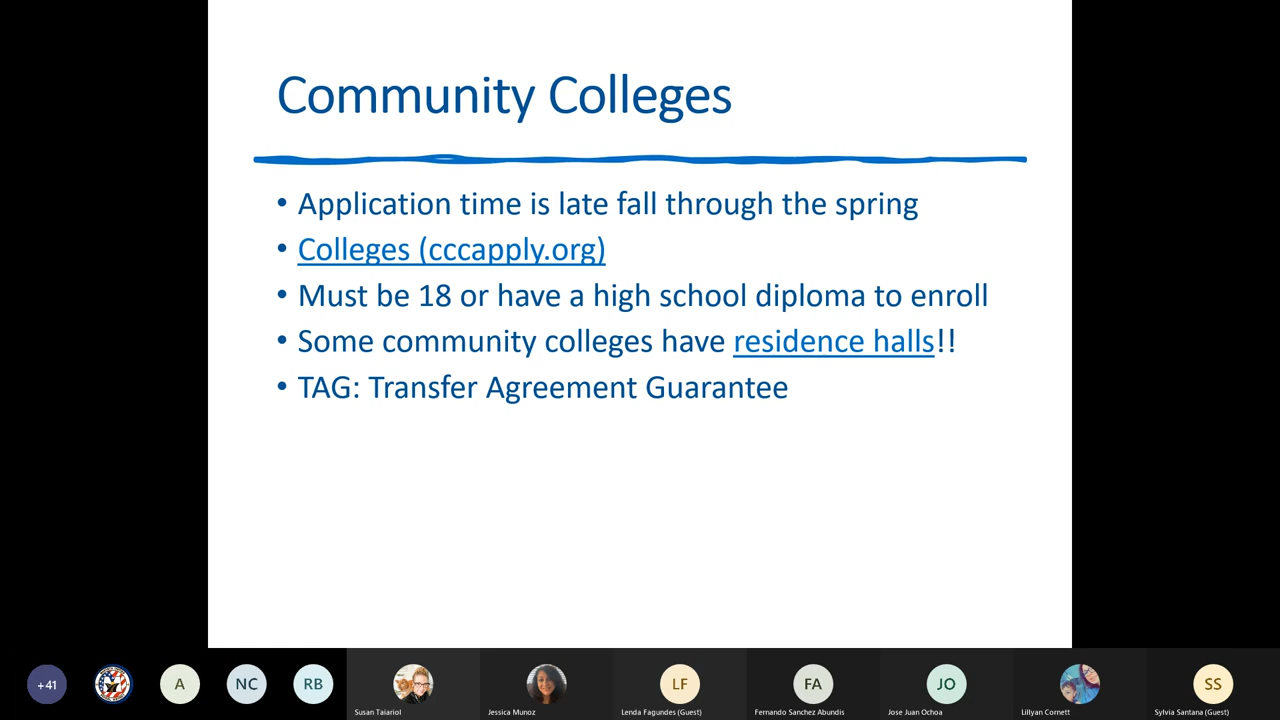 Community Colleges
• Application time is late fall through the spring
• Colleges (cccapply.org)
• Must be 18 or have a high school diploma to enroll
• Some community colleges have residence halls!!
• TAG: Transfer Agreement Guarantee
+41
A
NC
RB
LF
FA
JO
SS
Susan Taiariol
Jessica Munoz
Lenda Fagundes (Guest)
Fernando Sanchez Abundis
Jose Juan Ochoa
Lillyan Cornett
Sylvia Santana (Guest)